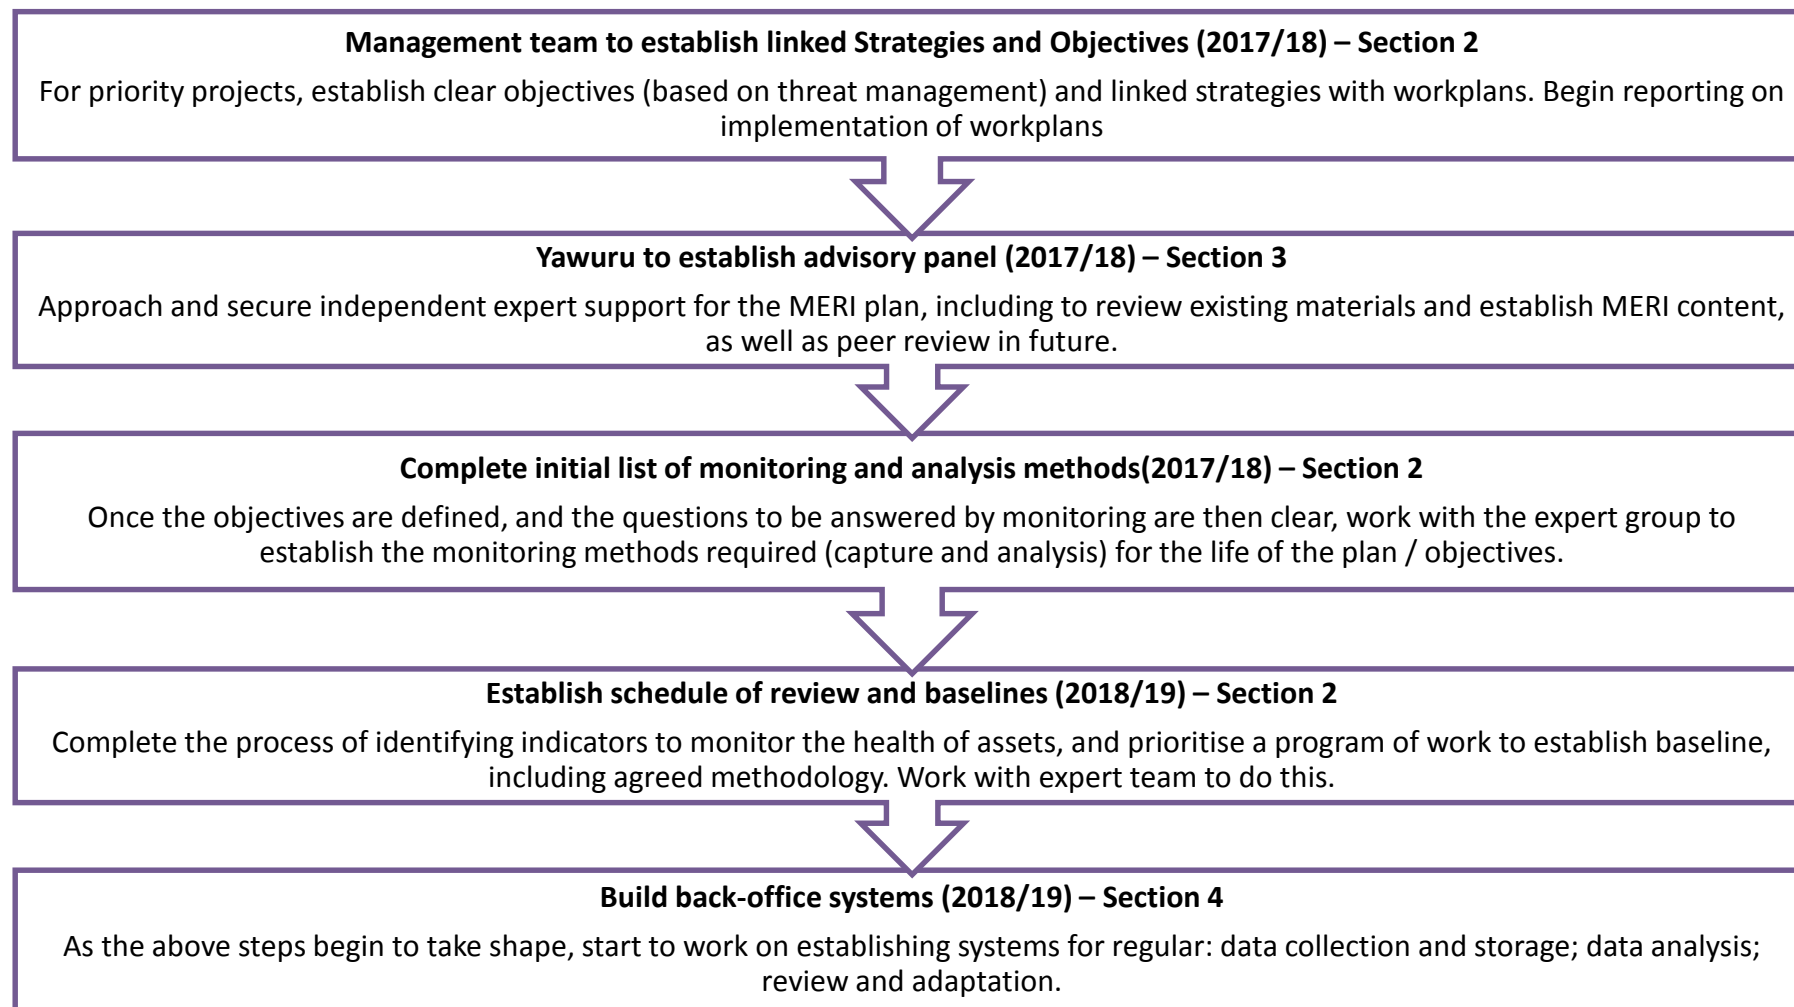 Management team to establish linked Strategies and Objectives (2017/18) – Section 2
For priority projects, establish clear objectives (based on threat management) and linked strategies with workplans. Begin reporting on
implementation of workplans
Yawuru to establish advisory panel (2017/18) – Section 3
Approach and secure independent expert support for the MERI plan, including to review existing materials and establish MERI content,
as well as peer review in future.
Complete initial list of monitoring and analysis methods(2017/18) – Section 2
Once the objectives are defined, and the questions to be answered by monitoring are then clear, work with the expert group to
establish the monitoring methods required (capture and analysis) for the life of the plan / objectives.
Establish schedule of review and baselines (2018/19) – Section 2
Complete the process of identifying indicators to monitor the health of assets, and prioritise a program of work to establish baseline,
including agreed methodology. Work with expert team to do this.
Build back-office systems (2018/19) – Section 4
As the above steps begin to take shape, start to work on establishing systems for regular: data collection and storage; data analysis;
review and adaptation.